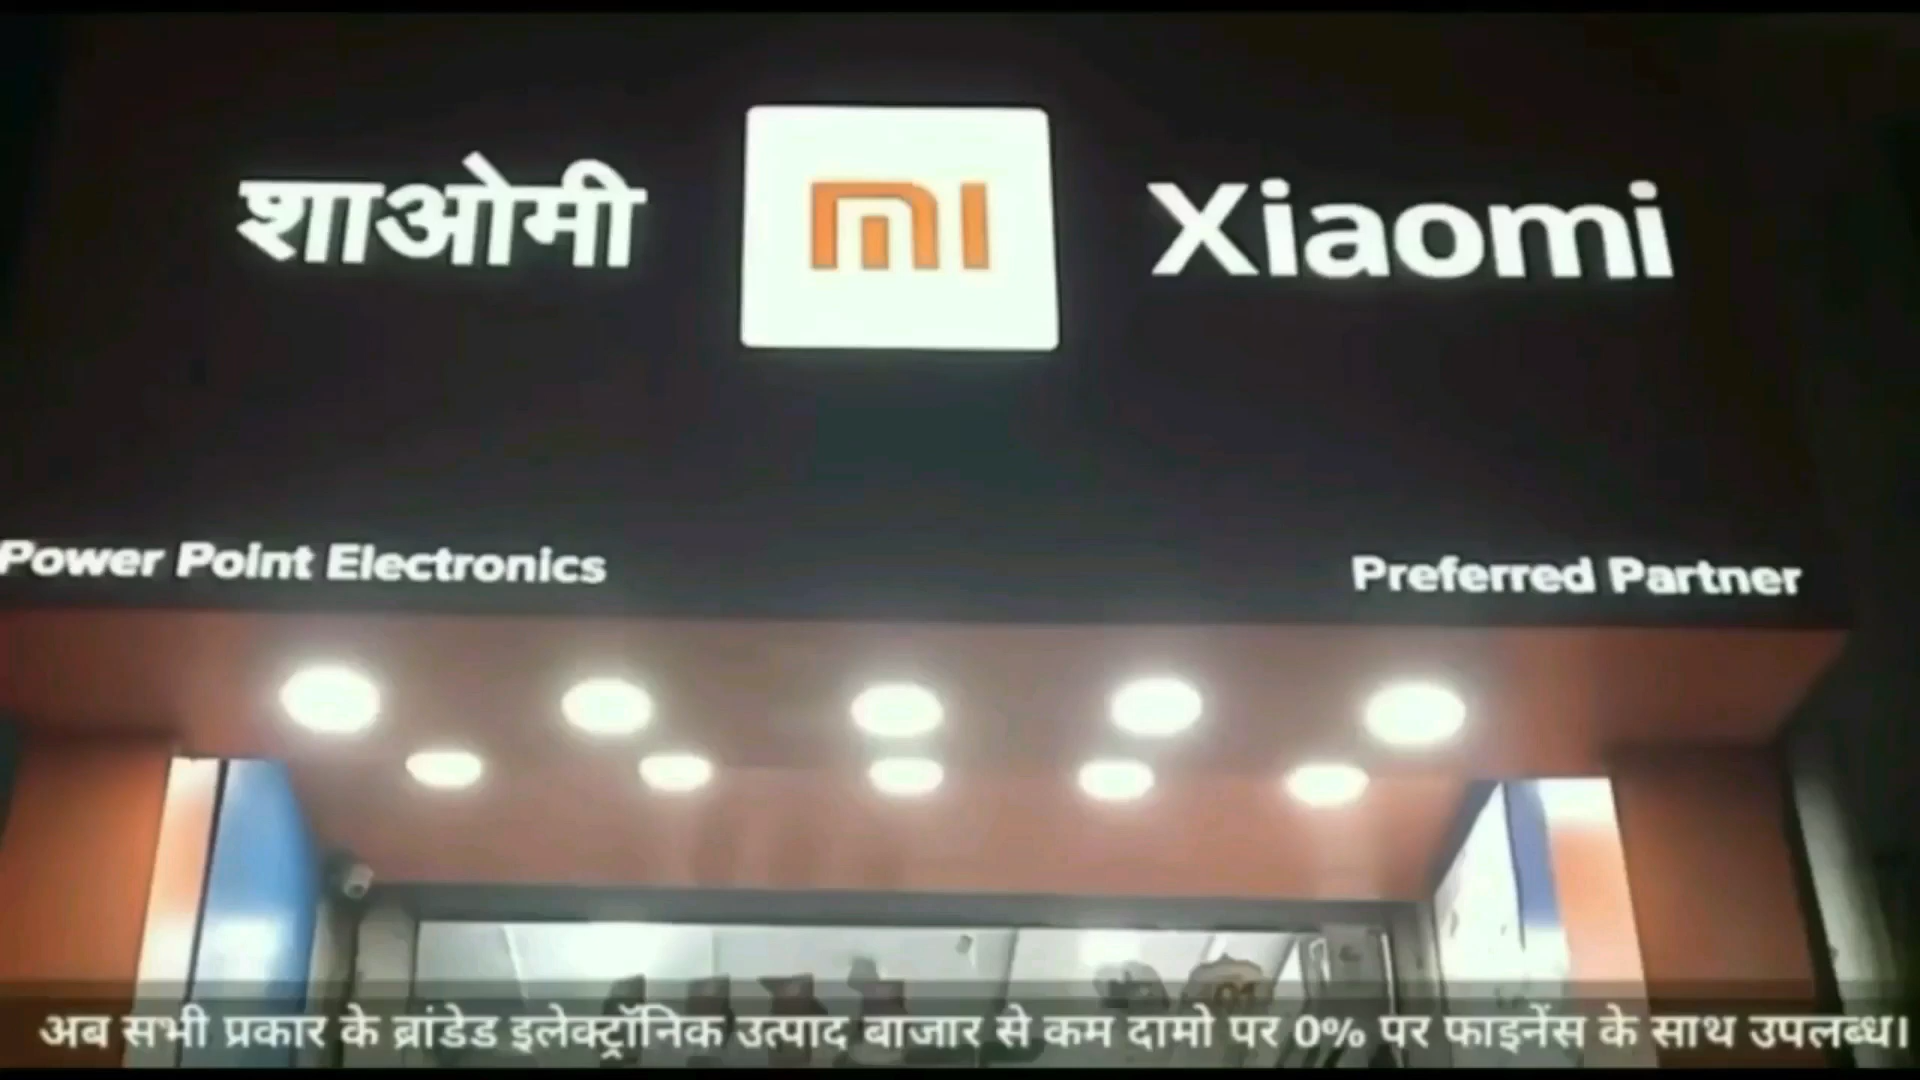 शाओमी mi Xiaomi
Power Point Electronics Preferred Partner
अब सभी प्रकार के ब्रांडेड इलेक्ट्रॉनिक उत्पाद बाजार से कम दामो पर 0% पर फाइनेंस के साथ उपलब्ध।